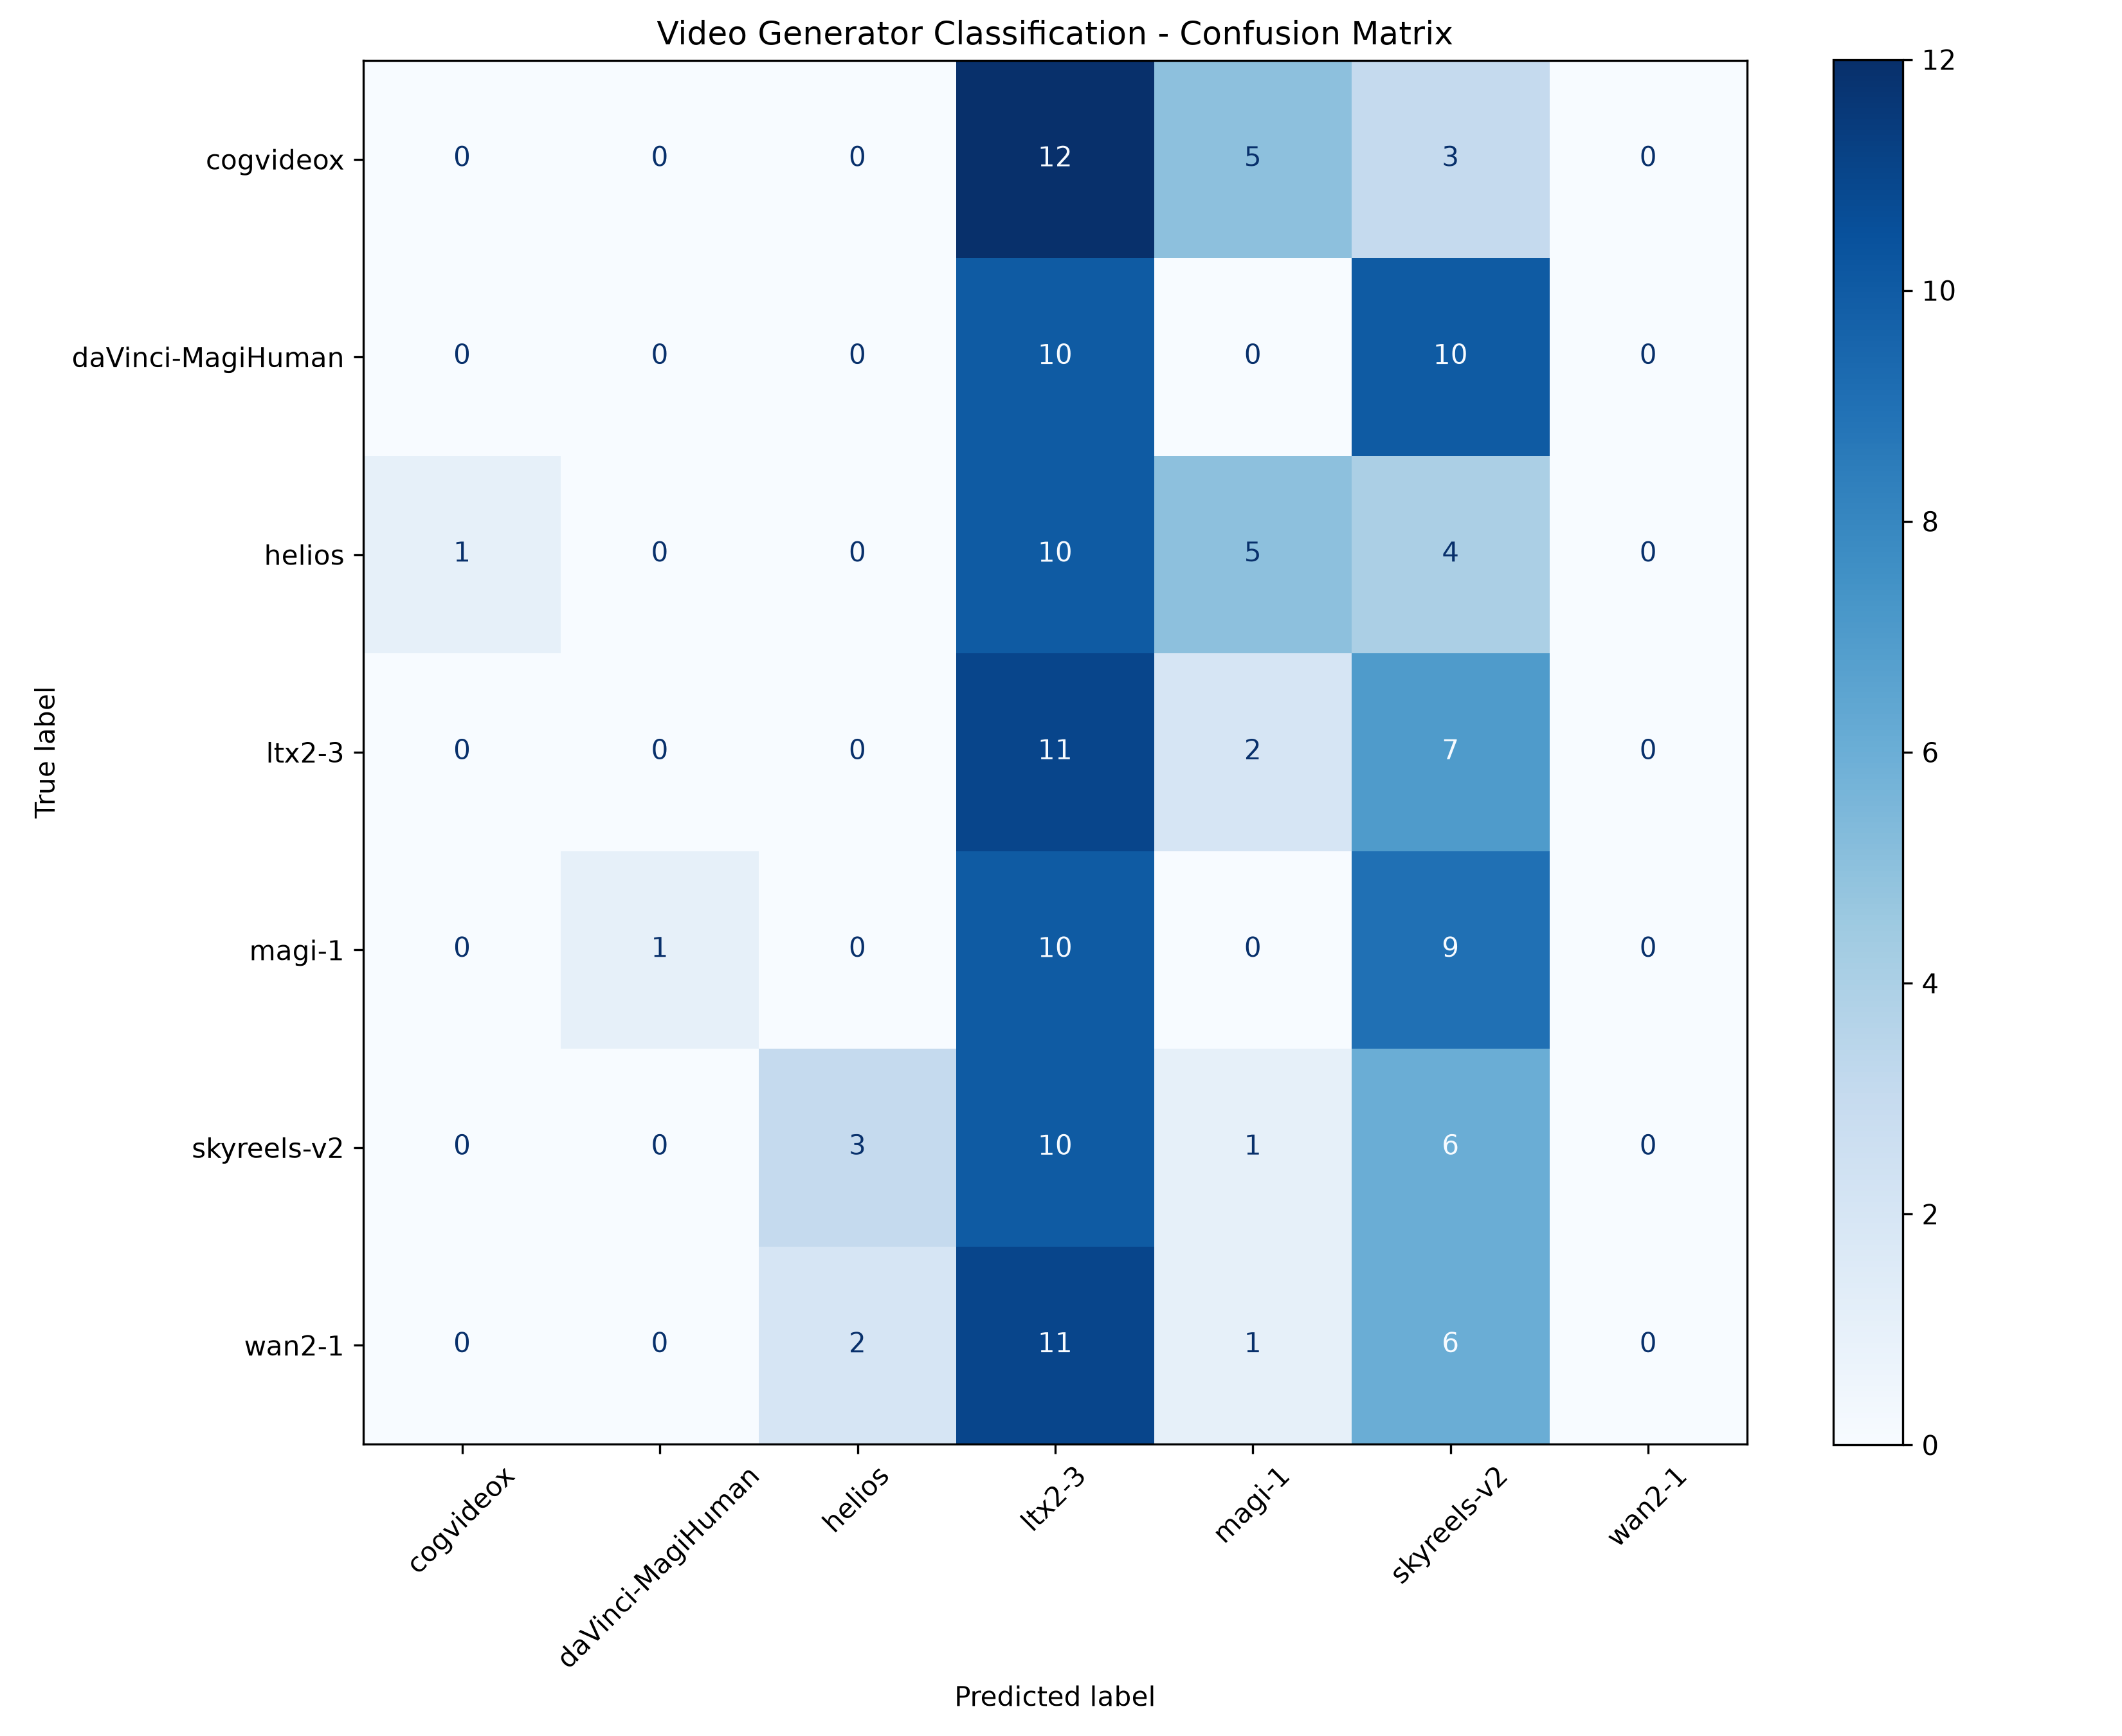 Video Generator Classification - Confusion Matrix
cogvideox 0 0 0 12 5 3 0
daVinci-MagiHuman 0 0 0 10 0 10 0
helios 1 0 0 10 5 4 0
ltx2-3 0 0 0 11 2 7 0
magi-1 0 1 0 10 0 9 0
skyreels-v2 0 0 3 10 1 6 0
wan2-1 0 0 2 11 1 6 0
True label
cogvideox
daVinci-MagiHuman
helios
ltx2-3
magi-1
skyreels-v2
wan2-1
Predicted label
12
10
8
6
4
2
0